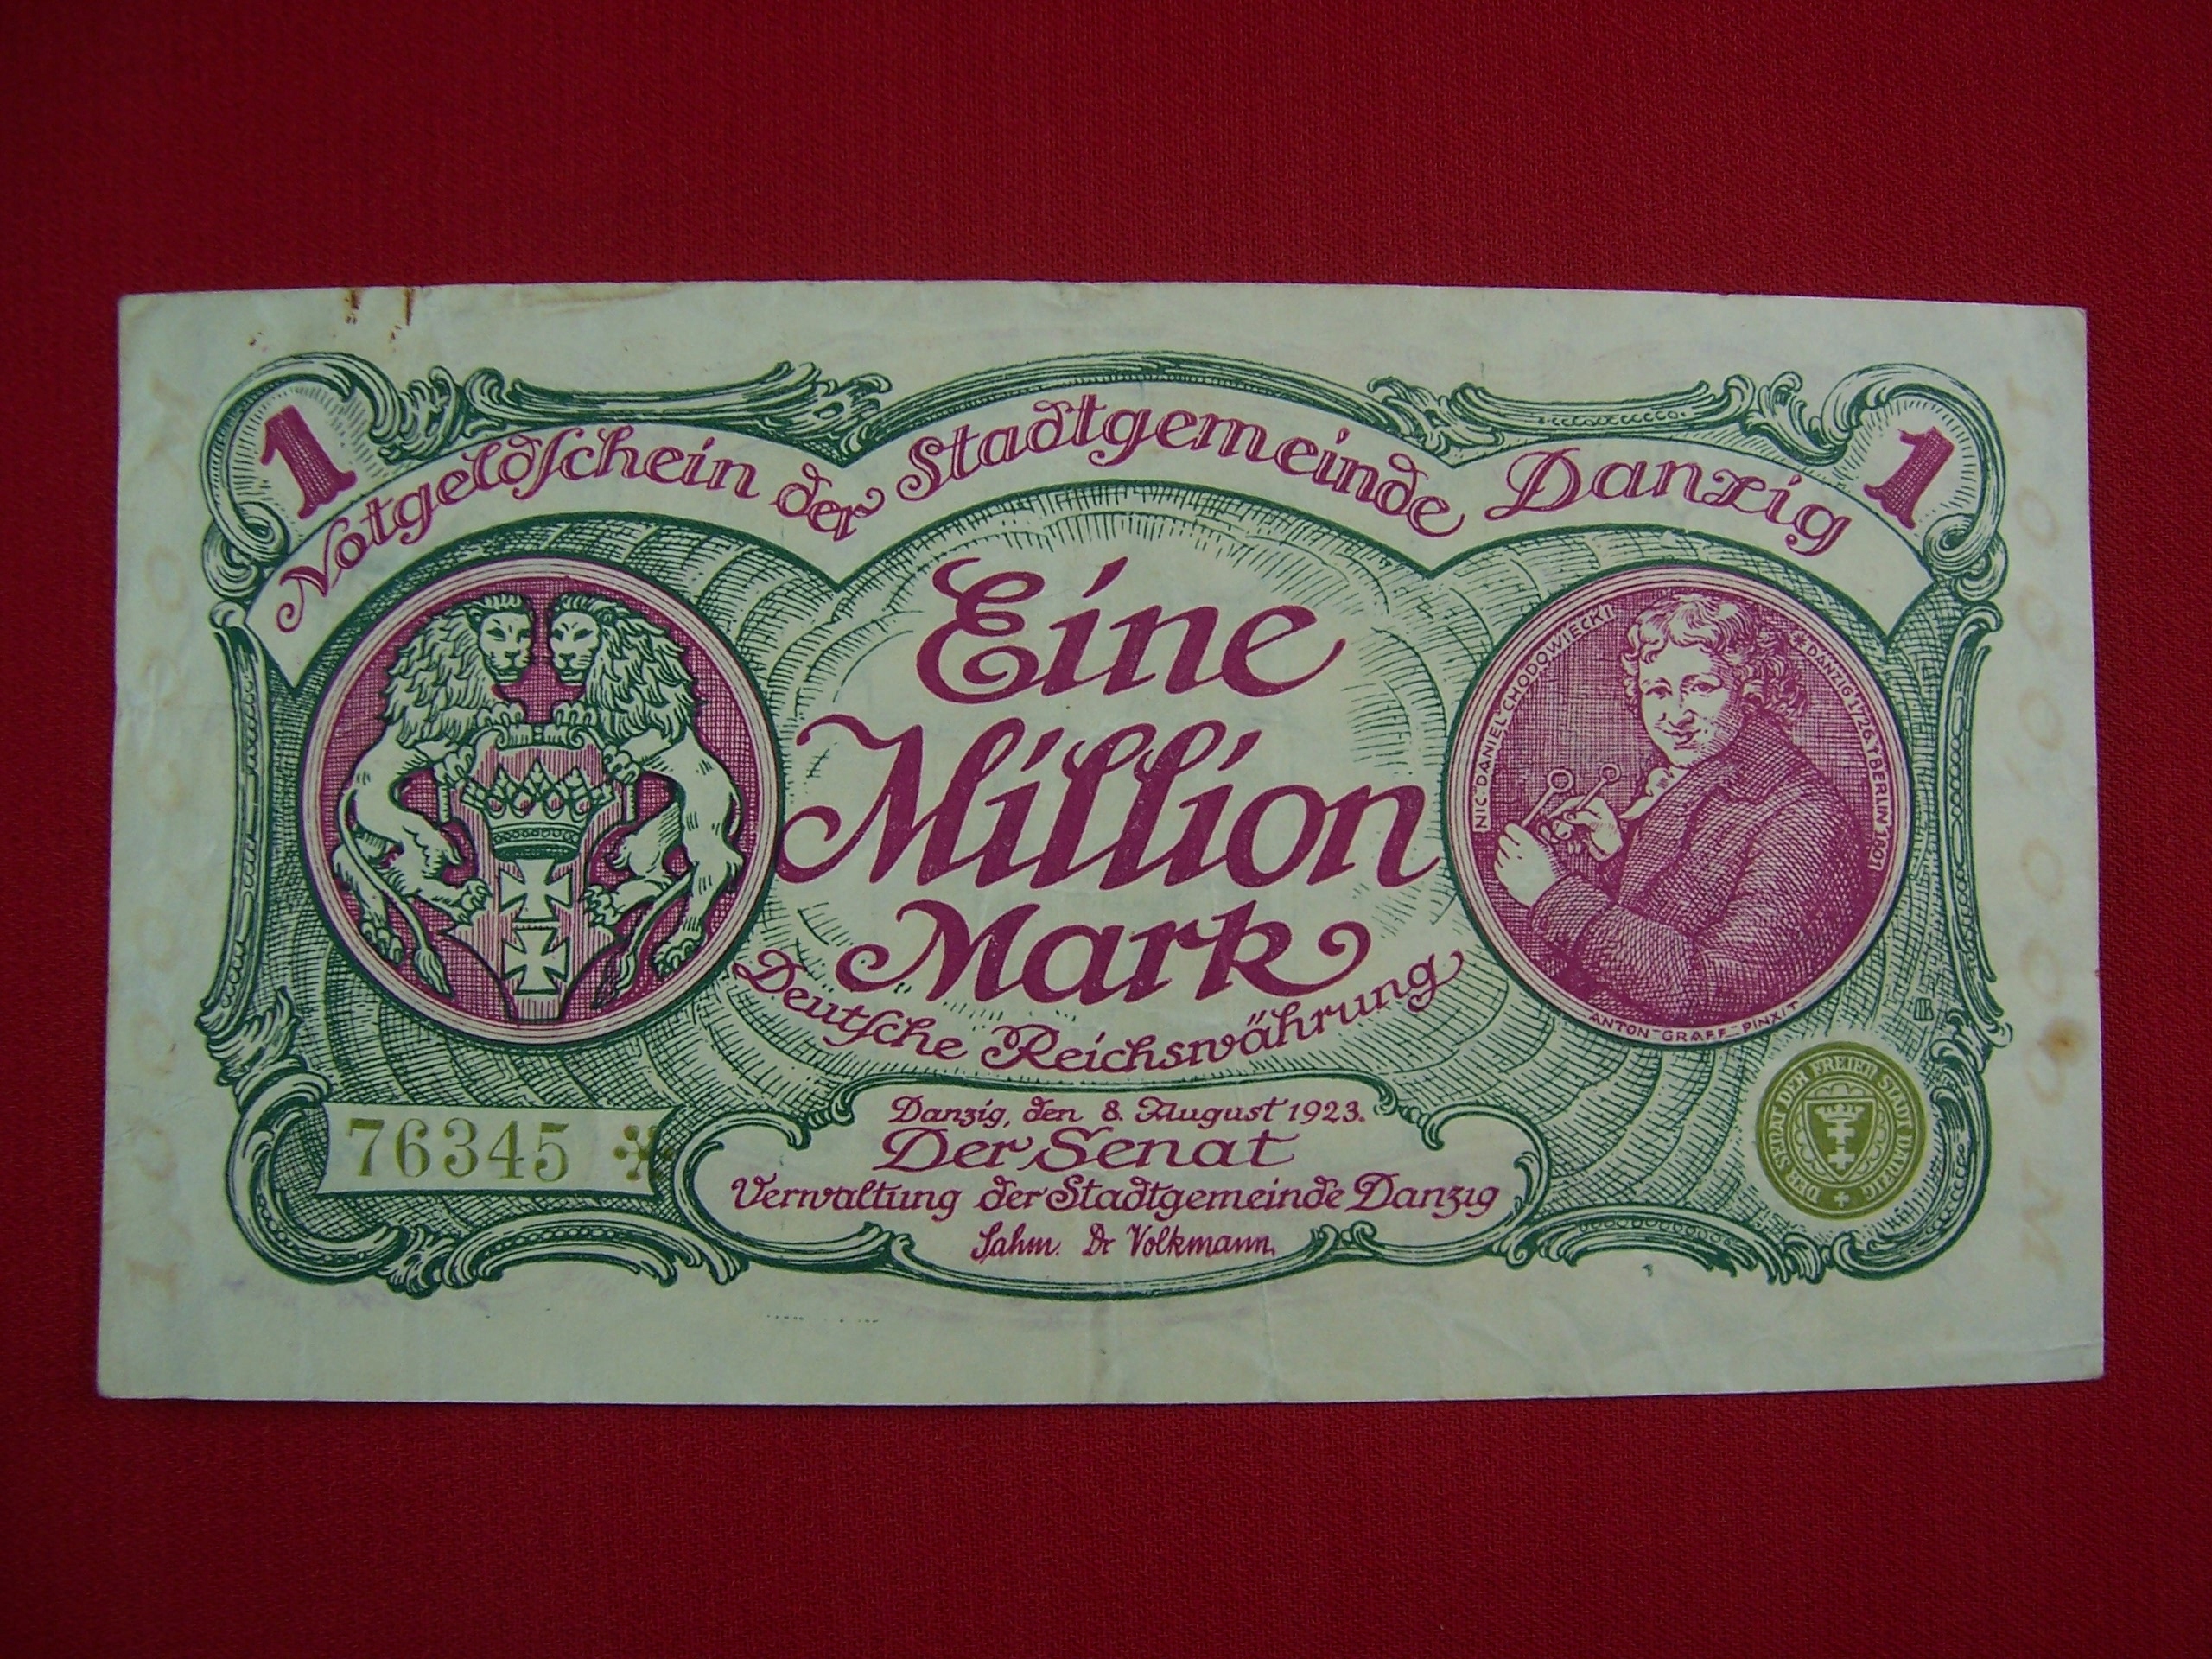 1
1
Notgeldschein der Stadtgemeinde Danzig
Eine
Million
Mark
Deutsche Reichswährung
NIC. DANIEL CHODOWIECKI
* DANZIG 1726 † BERLIN 1801
ANTON GRAFF PINXIT
76345 *
Danzig, den 8. August 1923.
Der Senat
Verwaltung der Stadtgemeinde Danzig
Sahm. Dr Volkmann.
DER SENAT DER FREIEN STADT DANZIG
1000000 M
1000000 M